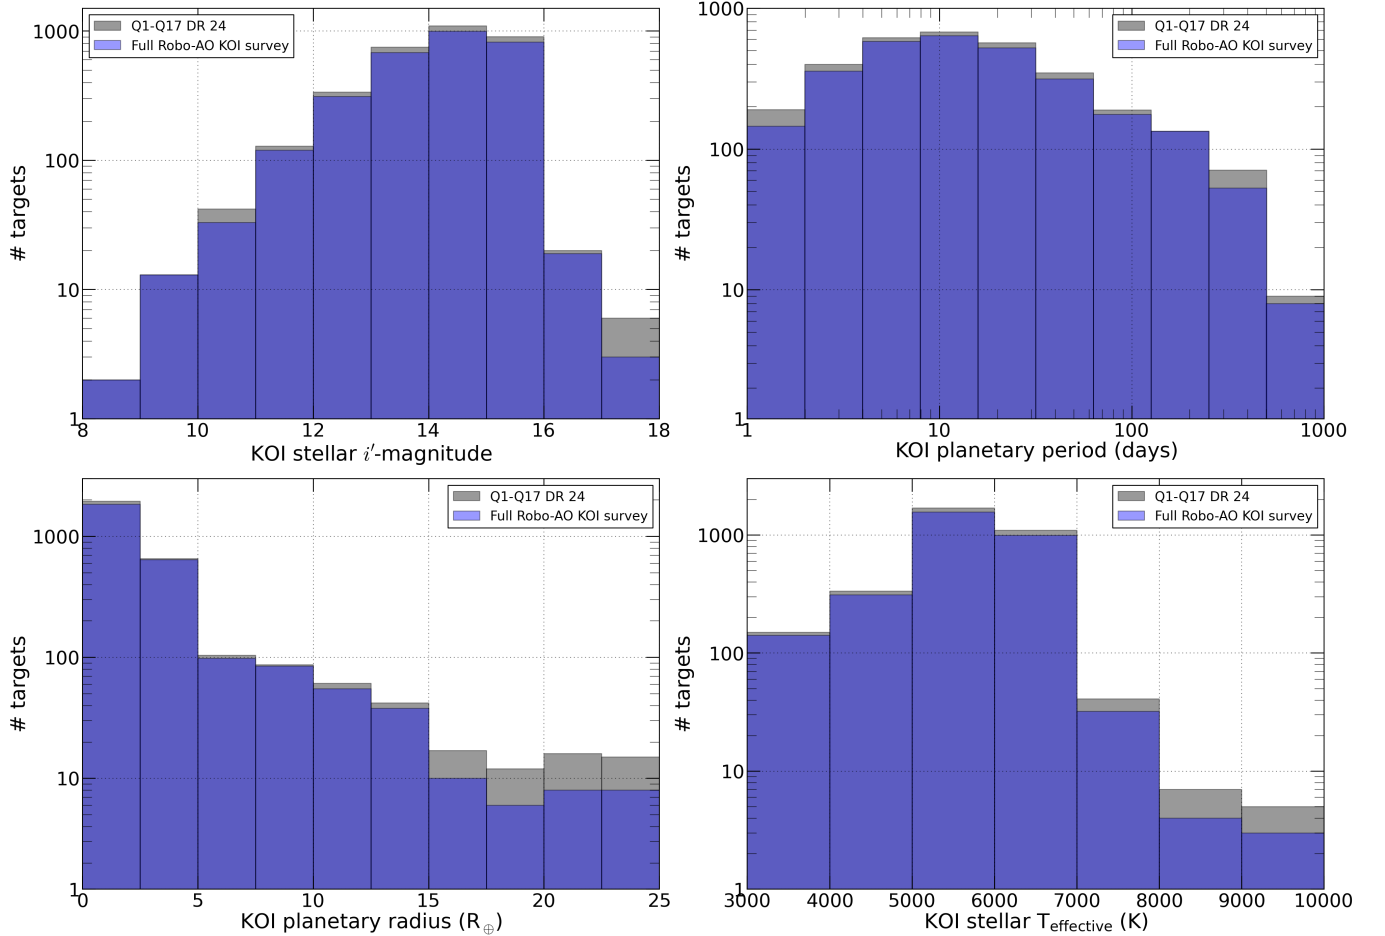 Q1-Q17 DR 24
Full Robo-AO KOI survey
1000
100
10
1
# targets
8 10 12 14 16 18
KOI stellar i′-magnitude
Q1-Q17 DR 24
Full Robo-AO KOI survey
1000
100
10
1
# targets
1 10 100 1000
KOI planetary period (days)
Q1-Q17 DR 24
Full Robo-AO KOI survey
1000
100
10
1
# targets
0 5 10 15 20 25
KOI planetary radius (R⊕)
Q1-Q17 DR 24
Full Robo-AO KOI survey
1000
100
10
1
# targets
3000 4000 5000 6000 7000 8000 9000 10000
KOI stellar Teffective (K)